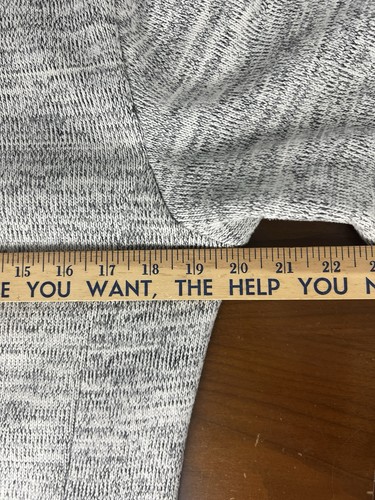 15 16 17 18 19 20 21 22
E YOU WANT, THE HELP YOU N